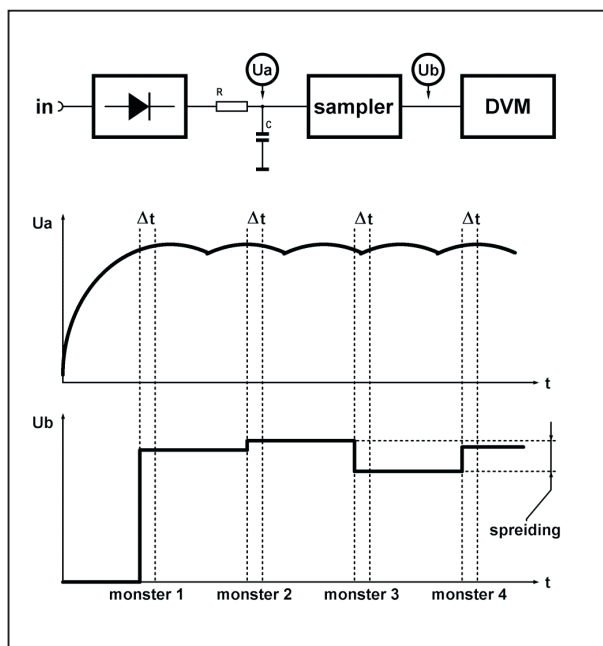 Ua Ub
R
in sampler DVM
C
Δt Δt Δt Δt
Ua
t
Ub
spreiding
t
monster 1 monster 2 monster 3 monster 4